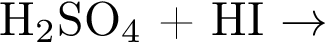 H₂SO₄ + HI →